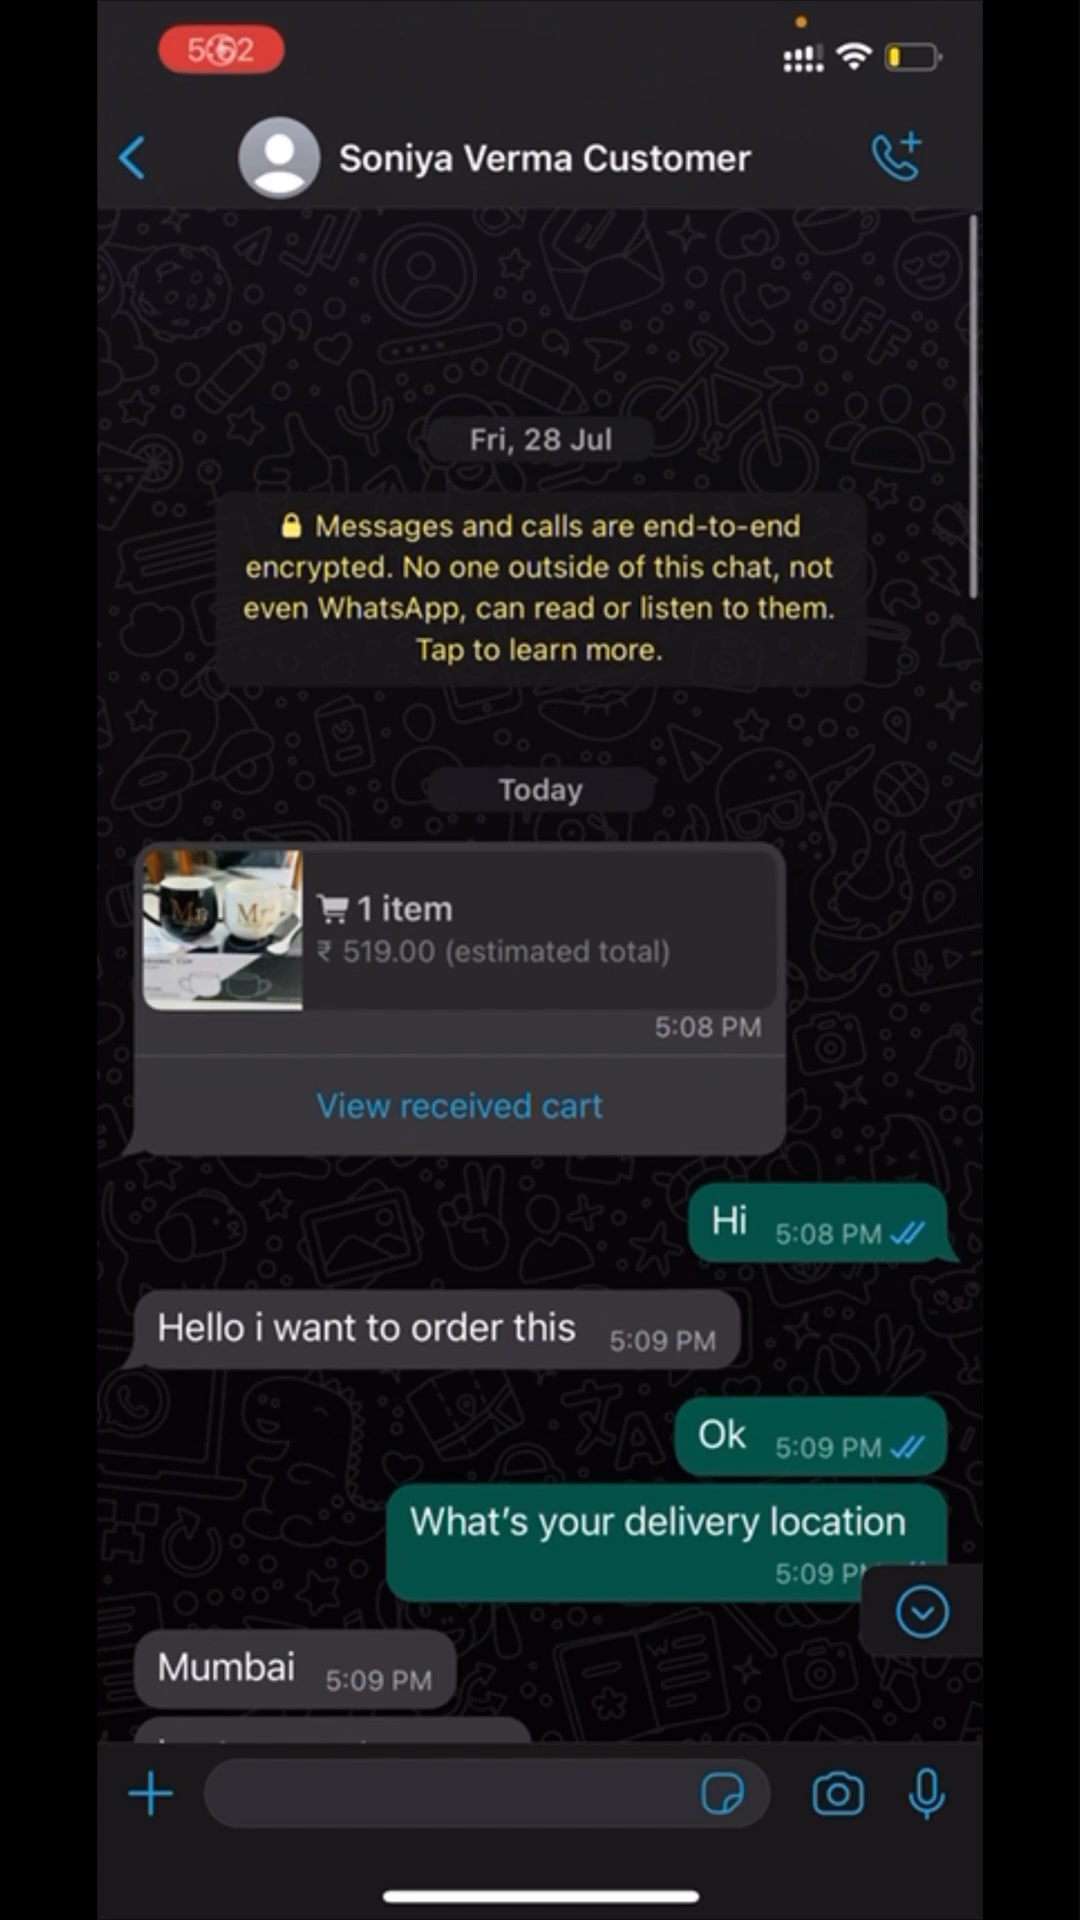 Soniya Verma Customer
Fri, 28 Jul
Messages and calls are end-to-end
encrypted. No one outside of this chat, not
even WhatsApp, can read or listen to them.
Tap to learn more.
Today
1 item
₹ 519.00 (estimated total)
5:08 PM
View received cart
Hi 5:08 PM
Hello i want to order this 5:09 PM
Ok 5:09 PM
What's your delivery location
5:09
Mumbai 5:09 PM